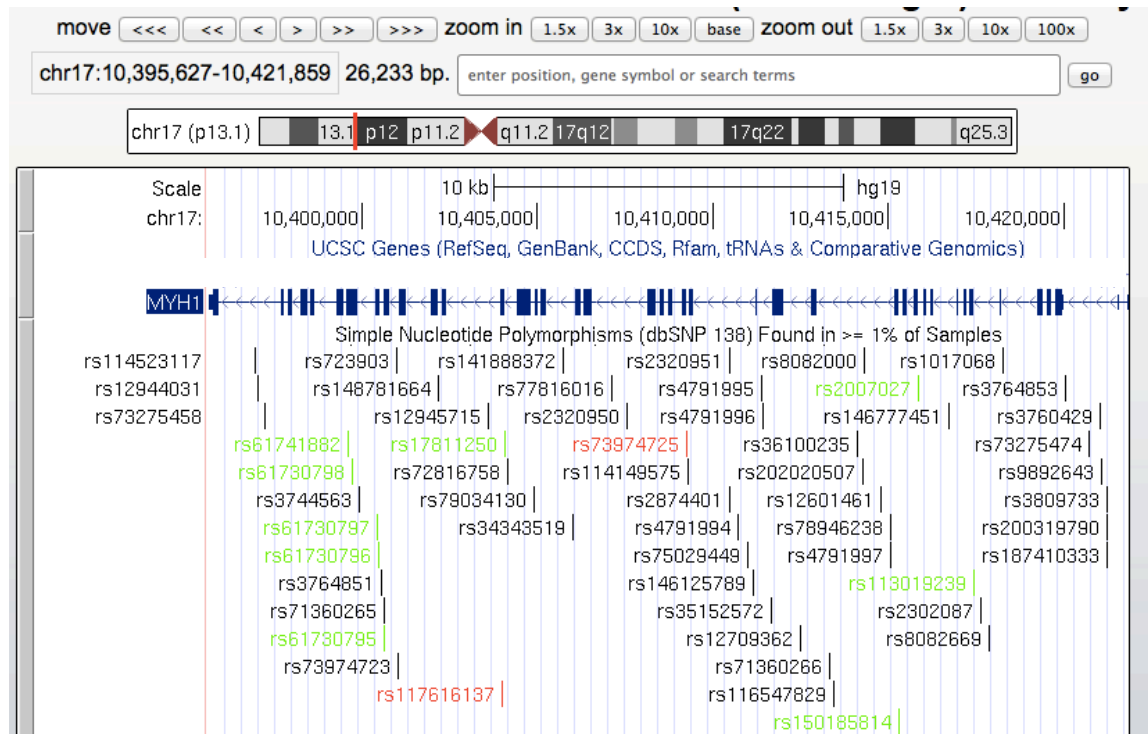 move <<< << < > >> >>> zoom in 1.5x 3x 10x base zoom out 1.5x 3x 10x 100x
chr17:10,395,627-10,421,859 26,233 bp. enter position, gene symbol or search terms go
chr17 (p13.1) 13.1 p12 p11.2 q11.2 17q12 17q22 q25.3
Scale 10 kb hg19
chr17: 10,400,000 10,405,000 10,410,000 10,415,000 10,420,000
UCSC Genes (RefSeq, GenBank, CCDS, Rfam, tRNAs & Comparative Genomics)
MYH1
Simple Nucleotide Polymorphisms (dbSNP 138) Found in >= 1% of Samples
rs114523117 rs723903 rs141888372 rs2320951 rs8082000 rs1017068
rs12944031 rs148781664 rs77816016 rs4791995 rs2007027 rs3764853
rs73275458 rs12945715 rs2320950 rs4791996 rs146777451 rs3760429
rs61741882 rs17811250 rs73974725 rs36100235 rs73275474
rs61730798 rs72816758 rs114149575 rs202020507 rs9892643
rs3744563 rs79034130 rs2874401 rs12601461 rs3809733
rs61730797 rs34343519 rs4791994 rs78946238 rs200319790
rs61730796 rs75029449 rs4791997 rs187410333
rs3764851 rs146125789 rs113019239
rs71360265 rs35152572 rs2302087
rs61730795 rs12709362 rs8082669
rs73974723 rs71360266
rs117616137 rs116547829
rs150185814